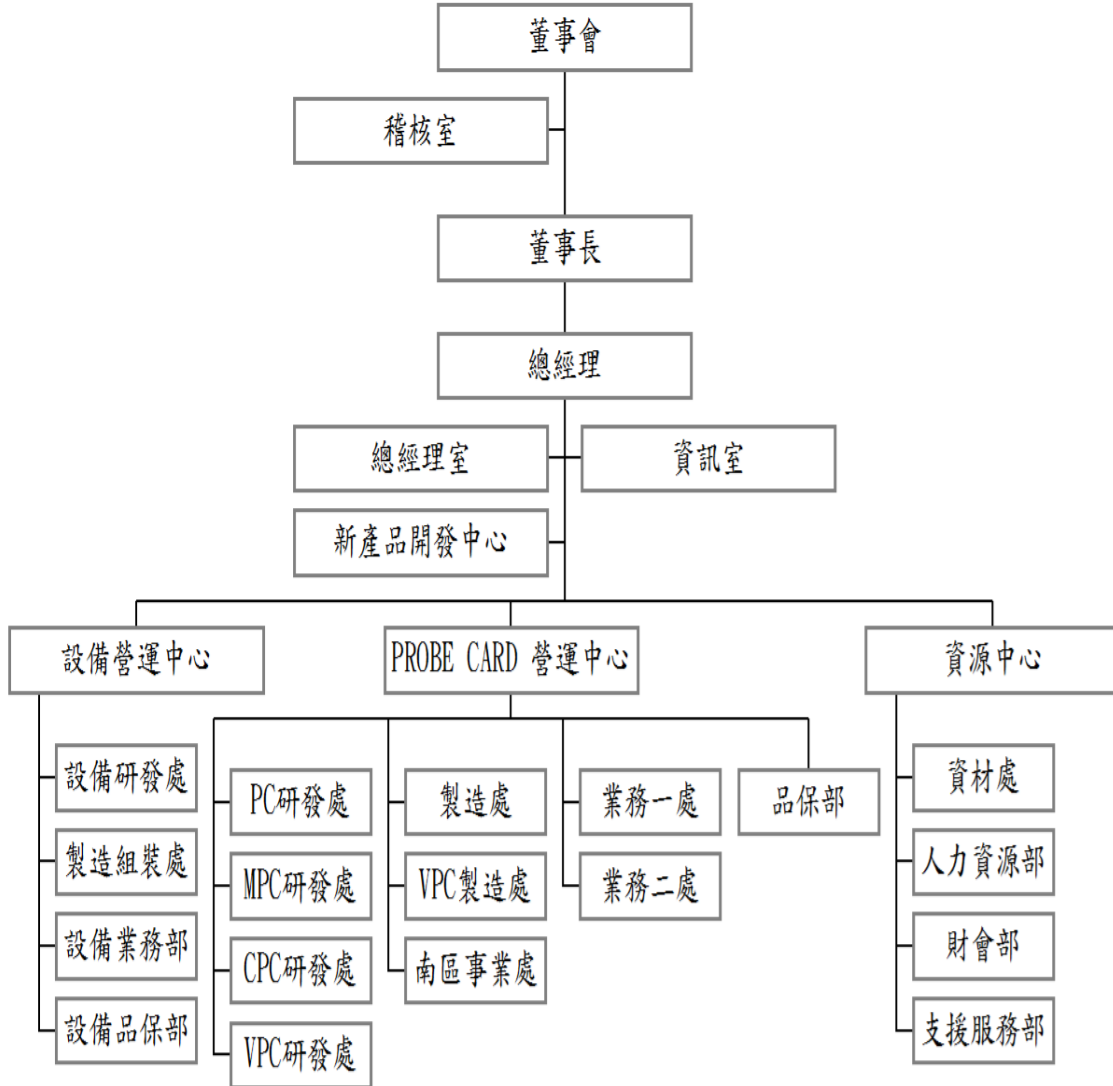 董事會
稽核室
董事長
總經理
總經理室
資訊室
新產品開發中心
設備營運中心
PROBE CARD 營運中心
資源中心
設備研發處
製造組裝處
設備業務部
設備品保部
PC研發處
MPC研發處
CPC研發處
VPC研發處
製造處
VPC製造處
南區事業處
業務一處
業務二處
品保部
資材處
人力資源部
財會部
支援服務部